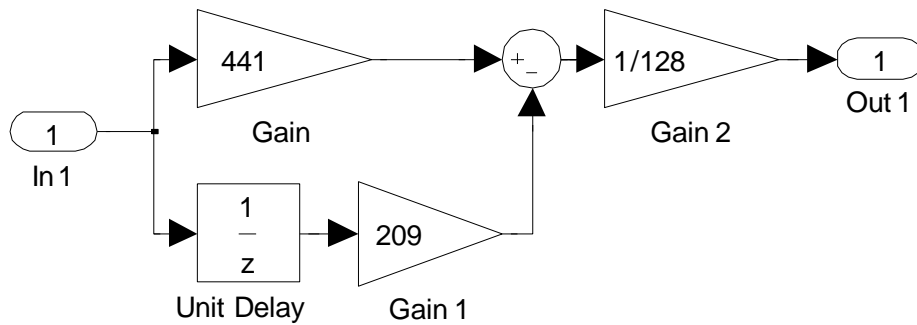 441
Gain
+
-
1/128
Gain 2
1
Out 1
1
In 1
1
z
Unit Delay
209
Gain 1